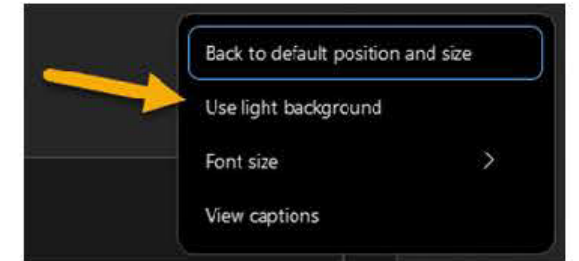 Back to default position and size
Use light background
Font size
View captions